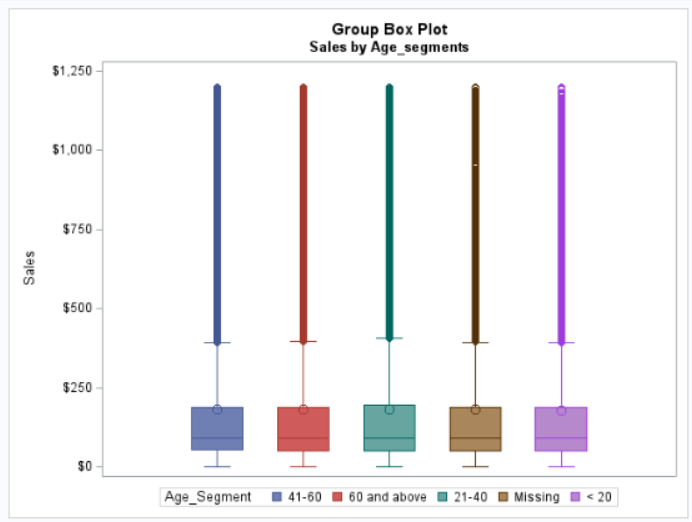 Group Box Plot
Sales by Age_segments
$1,250
$1,000
$750
$500
$250
$0
Sales
Age_Segment 41-60 60 and above 21-40 Missing < 20